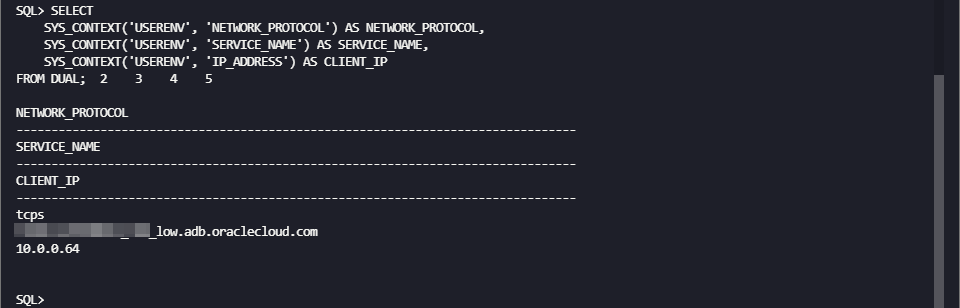 SQL> SELECT
SYS_CONTEXT('USERENV', 'NETWORK_PROTOCOL') AS NETWORK_PROTOCOL,
SYS_CONTEXT('USERENV', 'SERVICE_NAME') AS SERVICE_NAME,
SYS_CONTEXT('USERENV', 'IP_ADDRESS') AS CLIENT_IP
FROM DUAL;  2    3    4    5
NETWORK_PROTOCOL
--------------------------------------------------------------------------------
SERVICE_NAME
--------------------------------------------------------------------------------
CLIENT_IP
--------------------------------------------------------------------------------
tcps
_low.adb.oraclecloud.com
10.0.0.64
SQL>